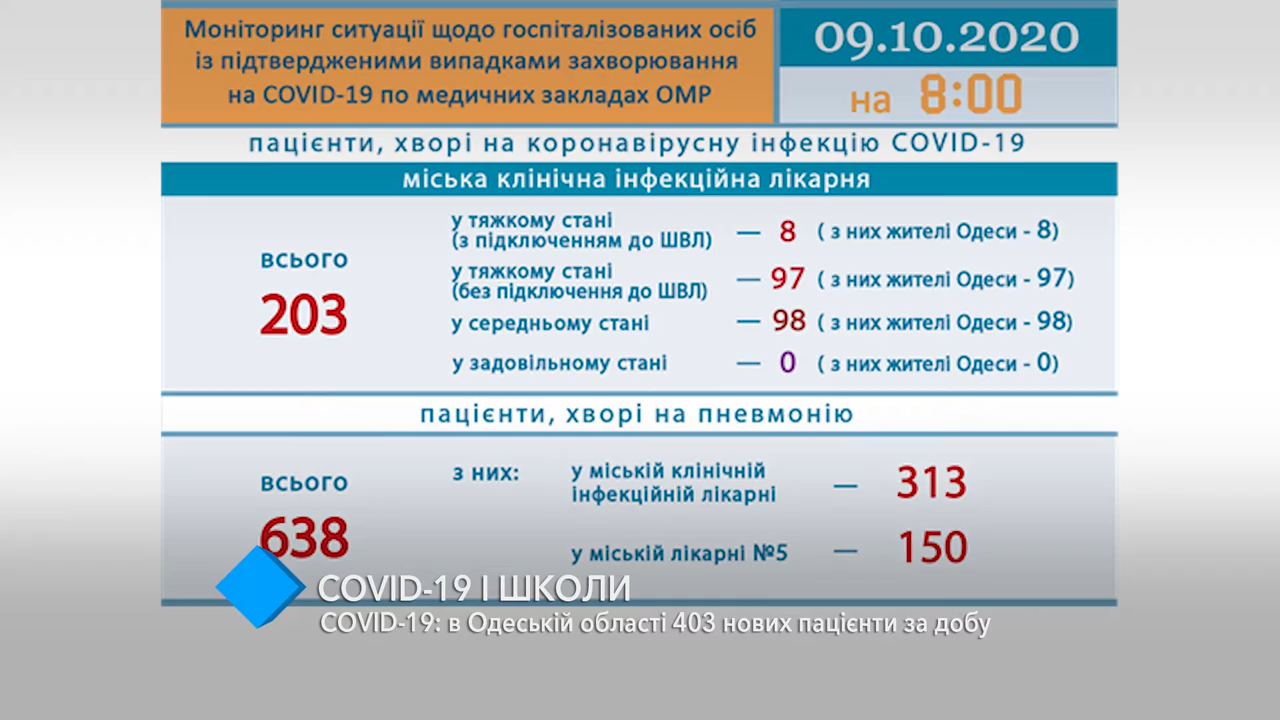 Моніторинг ситуації щодо госпіталізованих осіб
із підтвердженими випадками захворювання
на COVID-19 по медичних закладах ОМР
09.10.2020
на 8:00
пацієнти, хворі на коронавірусну інфекцію COVID-19
міська клінічна інфекційна лікарня
всього
203
у тяжкому стані
(з підключенням до ШВЛ) — 8 ( з них жителі Одеси - 8)
у тяжкому стані
(без підключення до ШВЛ) — 97 ( з них жителі Одеси - 97)
у середньому стані — 98 ( з них жителі Одеси - 98)
у задовільному стані — 0 ( з них жителі Одеси - 0)
пацієнти, хворі на пневмонію
всього
638
з них:
у міській клінічній
інфекційній лікарні — 313
у міській лікарні №5 — 150
COVID-19 І ШКОЛИ
COVID-19: в Одеській області 403 нових пацієнти за добу